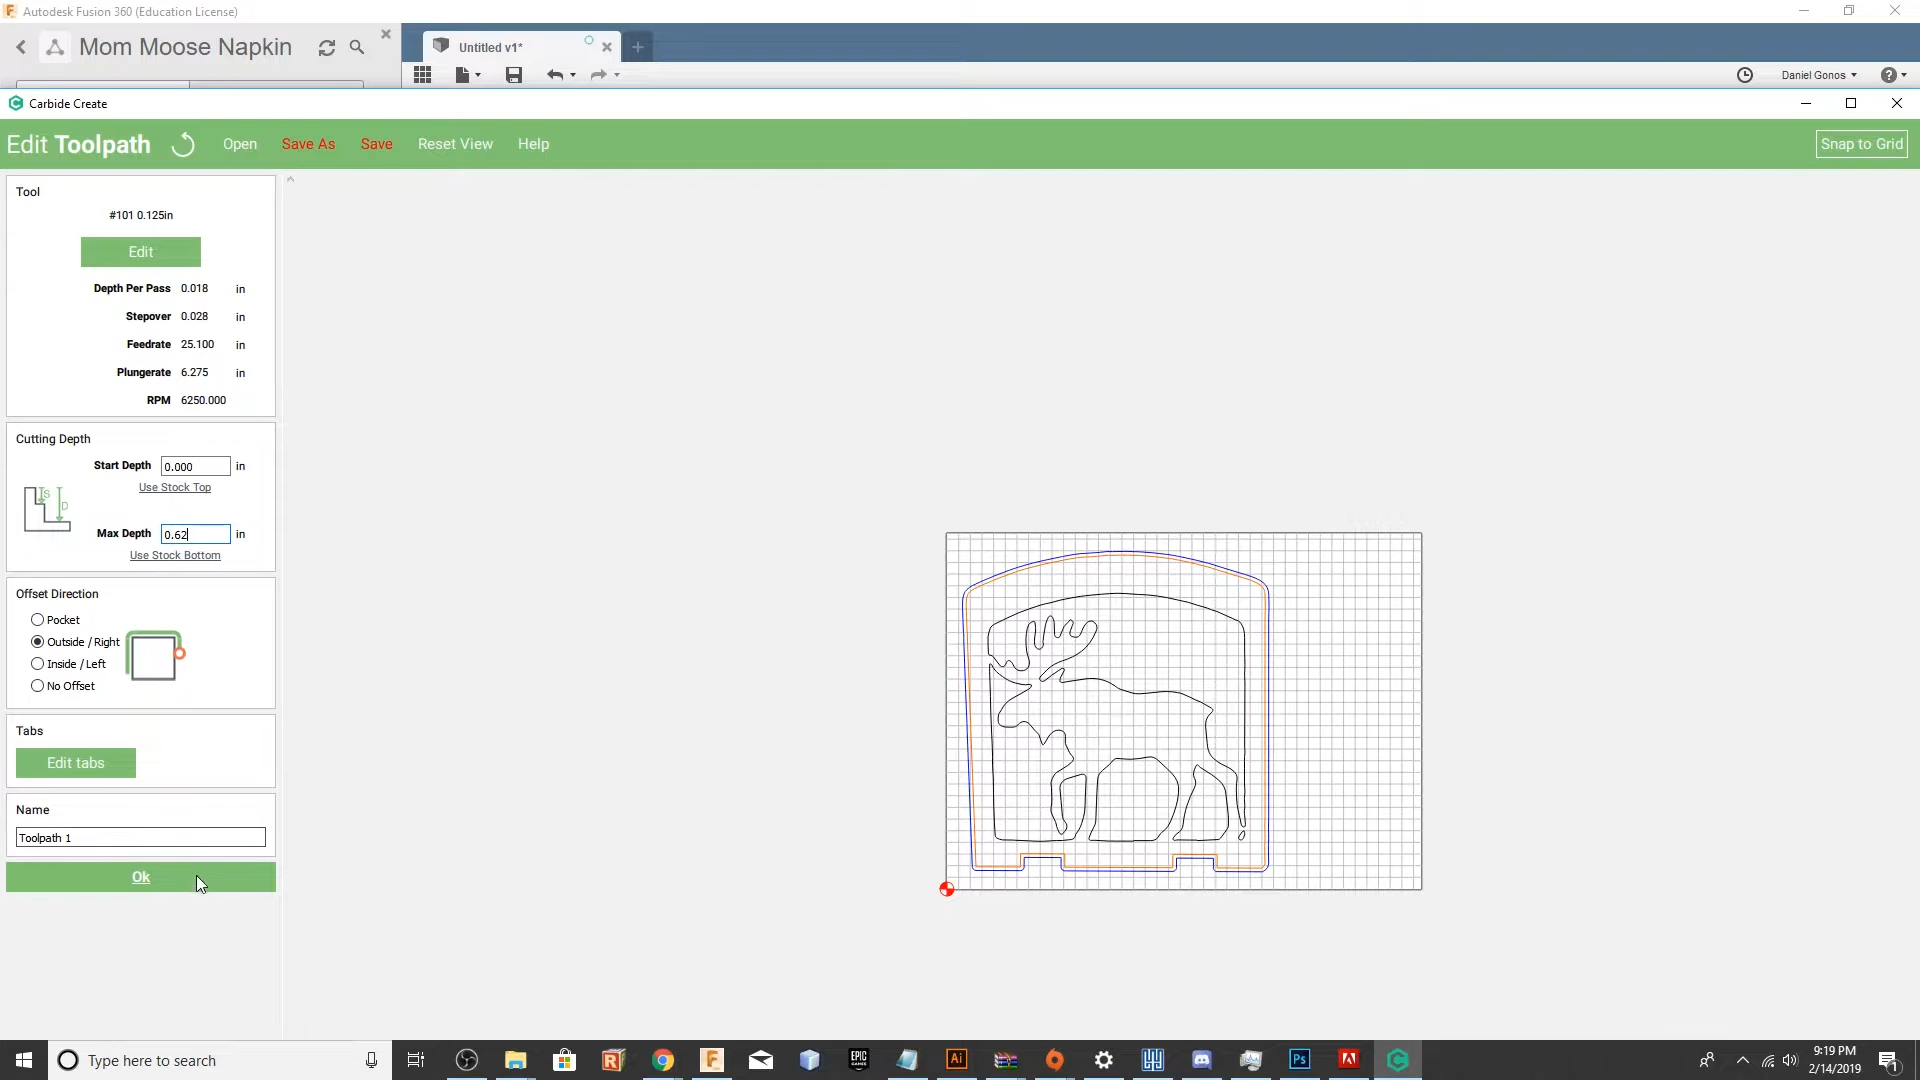 Autodesk Fusion 360 (Education License)
Mom Moose Napkin
Untitled v1*
Daniel Gonos
Carbide Create
Edit Toolpath
Open
Save As
Save
Reset View
Help
Snap to Grid
Tool
#101 0.125in
Edit
Depth Per Pass 0.018 in
Stepover 0.028 in
Feedrate 25.100 in
Plungerate 6.275 in
RPM 6250.000
Cutting Depth
Start Depth 0.000 in
Use Stock Top
S
D
Max Depth 0.62 in
Use Stock Bottom
Offset Direction
Pocket
Outside / Right
Inside / Left
No Offset
Tabs
Edit tabs
Name
Toolpath 1
Ok
Type here to search
EPIC
GAMES
Ai
Ps
9:19 PM
2/14/2019
1